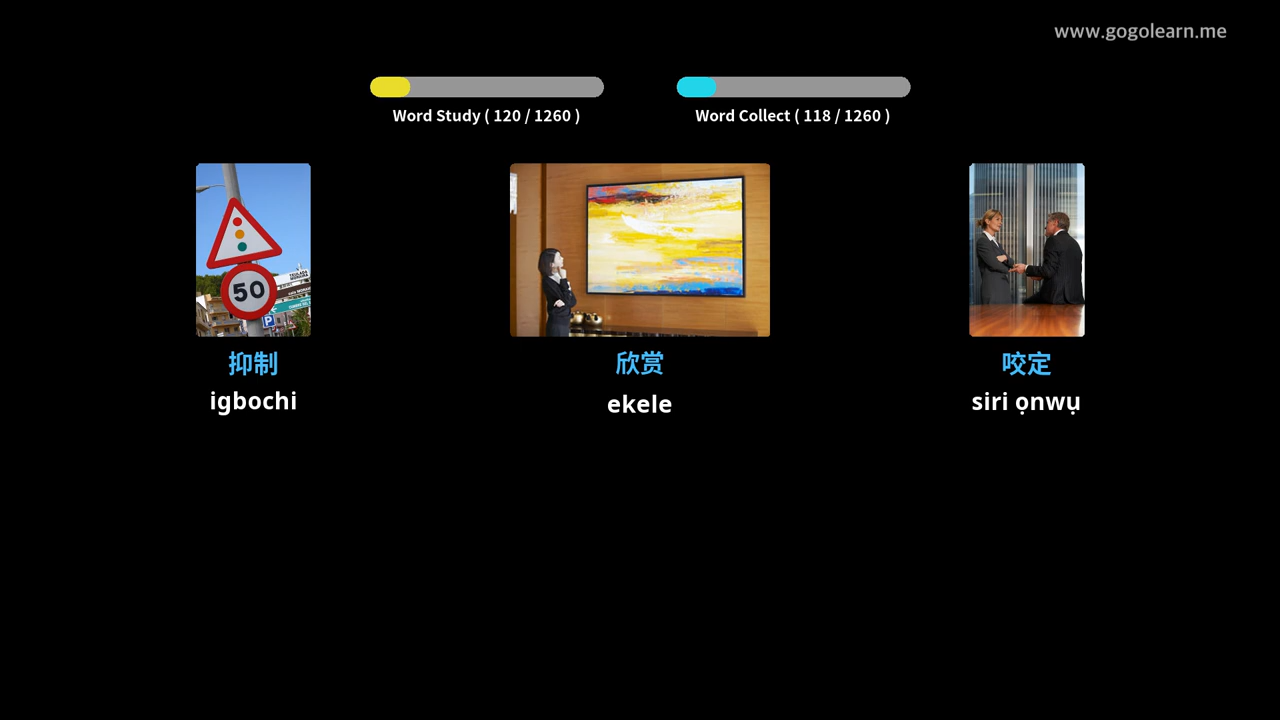 www.gogolearn.me
Word Study ( 120 / 1260 )
Word Collect ( 118 / 1260 )
50
P
抑制
欣赏
咬定
igbochi
ekele
siri ọnwụ